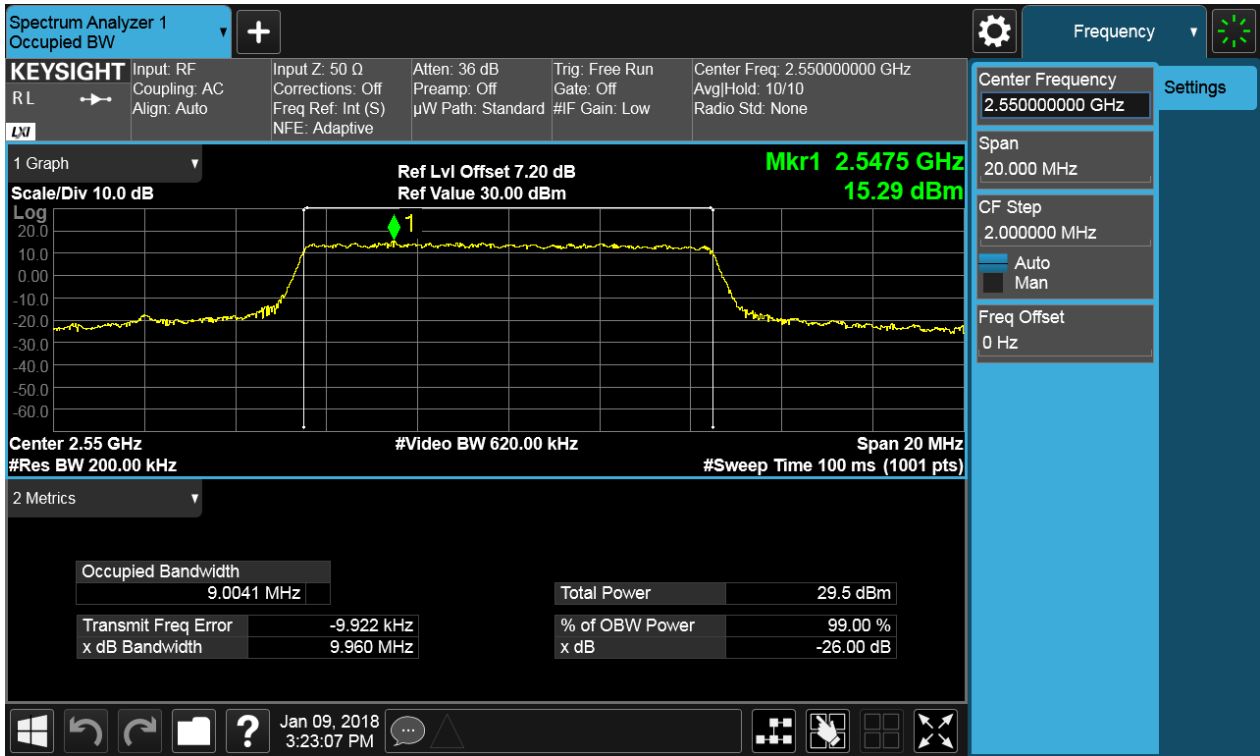 Spectrum Analyzer 1
Occupied BW
+
Frequency
KEYSIGHT
RL
LXI
Input: RF
Coupling: AC
Align: Auto
Input Z: 50 Ω
Corrections: Off
Freq Ref: Int (S)
NFE: Adaptive
Atten: 36 dB
Preamp: Off
µW Path: Standard
Trig: Free Run
Gate: Off
#IF Gain: Low
Center Freq: 2.550000000 GHz
Avg|Hold: 10/10
Radio Std: None
Center Frequency
2.550000000 GHz
Settings
Span
20.000 MHz
CF Step
2.000000 MHz
Auto
Man
Freq Offset
0 Hz
1 Graph
Scale/Div 10.0 dB
Ref Lvl Offset 7.20 dB
Ref Value 30.00 dBm
Mkr1 2.5475 GHz
15.29 dBm
Log
1
20.0
10.0
0.00
-10.0
-20.0
-30.0
-40.0
-50.0
-60.0
Center 2.55 GHz
#Video BW 620.00 kHz
Span 20 MHz
#Res BW 200.00 kHz
#Sweep Time 100 ms (1001 pts)
2 Metrics
Occupied Bandwidth
9.0041 MHz
Total Power 29.5 dBm
Transmit Freq Error -9.922 kHz
% of OBW Power 99.00 %
x dB Bandwidth 9.960 MHz
x dB -26.00 dB
?
Jan 09, 2018
3:23:07 PM